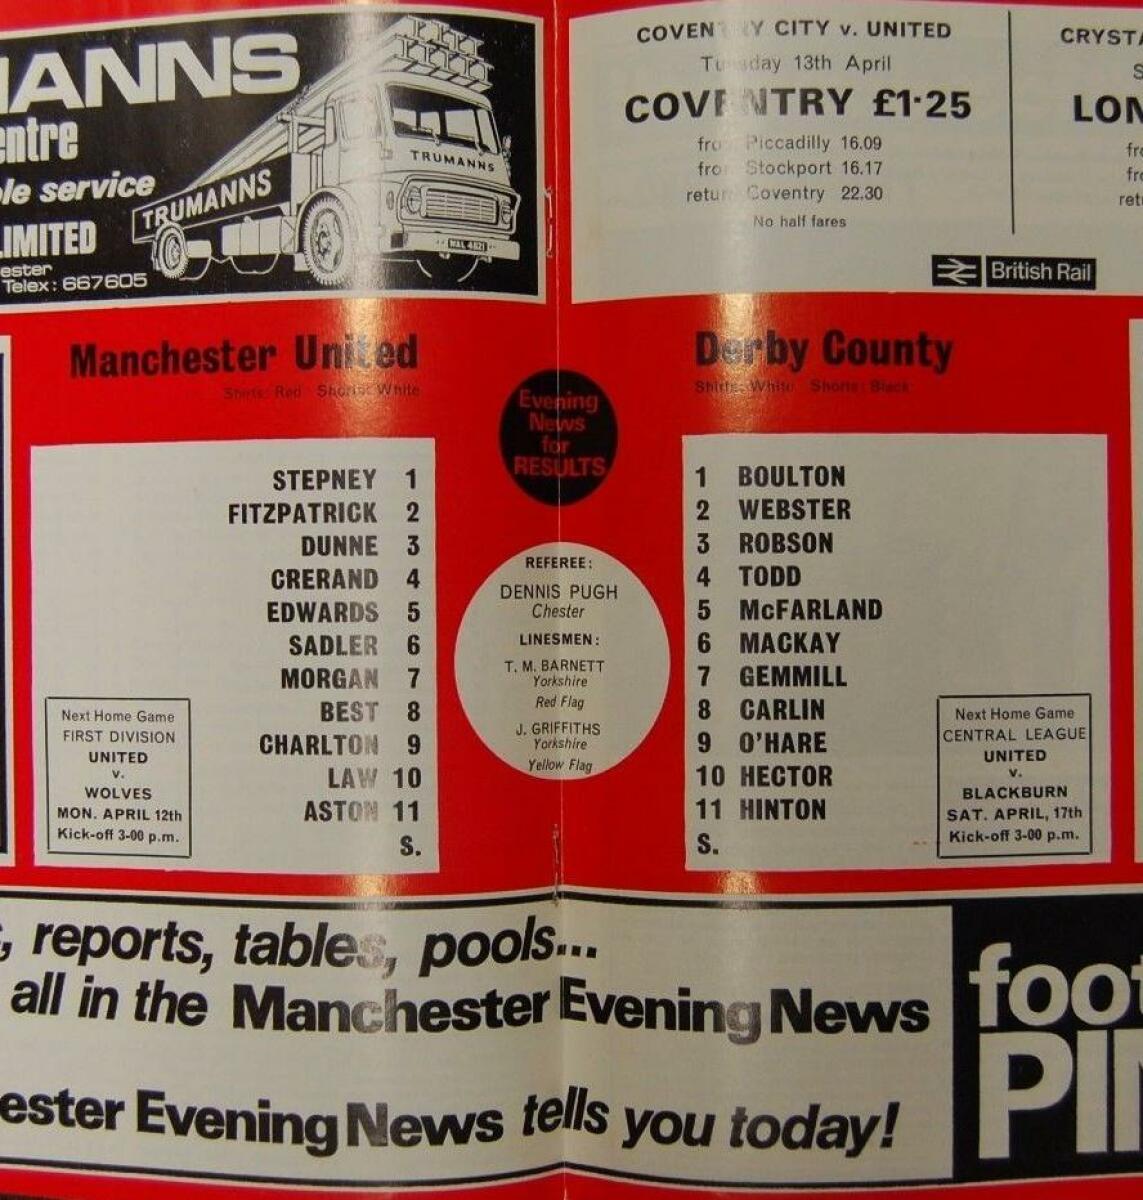 MANNS
entre
le service
LIMITED
ester
Telex: 667605
TRUMANNS
TRUMANNS
COVENTRY CITY v. UNITED
Tuesday 13th April
COVENTRY £1·25
from Piccadilly 16.09
from Stockport 16.17
return Coventry 22.30
No half fares
CRYSTA
S
LON
fro
fro
retu
British Rail
Manchester United
Shirts: Red Shorts: White
Evening
News
for
RESULTS
Derby County
Shirts: White Shorts: Black
STEPNEY 1
FITZPATRICK 2
DUNNE 3
CRERAND 4
EDWARDS 5
SADLER 6
MORGAN 7
BEST 8
CHARLTON 9
LAW 10
ASTON 11
S.
Next Home Game
FIRST DIVISION
UNITED
v.
WOLVES
MON. APRIL 12th
Kick-off 3-00 p.m.
REFEREE:
DENNIS PUGH
Chester
LINESMEN:
T. M. BARNETT
Yorkshire
Red Flag
J. GRIFFITHS
Yorkshire
Yellow Flag
1 BOULTON
2 WEBSTER
3 ROBSON
4 TODD
5 McFARLAND
6 MACKAY
7 GEMMILL
8 CARLIN
9 O'HARE
10 HECTOR
11 HINTON
S.
Next Home Game
CENTRAL LEAGUE
UNITED
v.
BLACKBURN
SAT. APRIL, 17th
Kick-off 3-00 p.m.
, reports, tables, pools...
all in the Manchester Evening News
ester Evening News tells you today!
foot
PIN